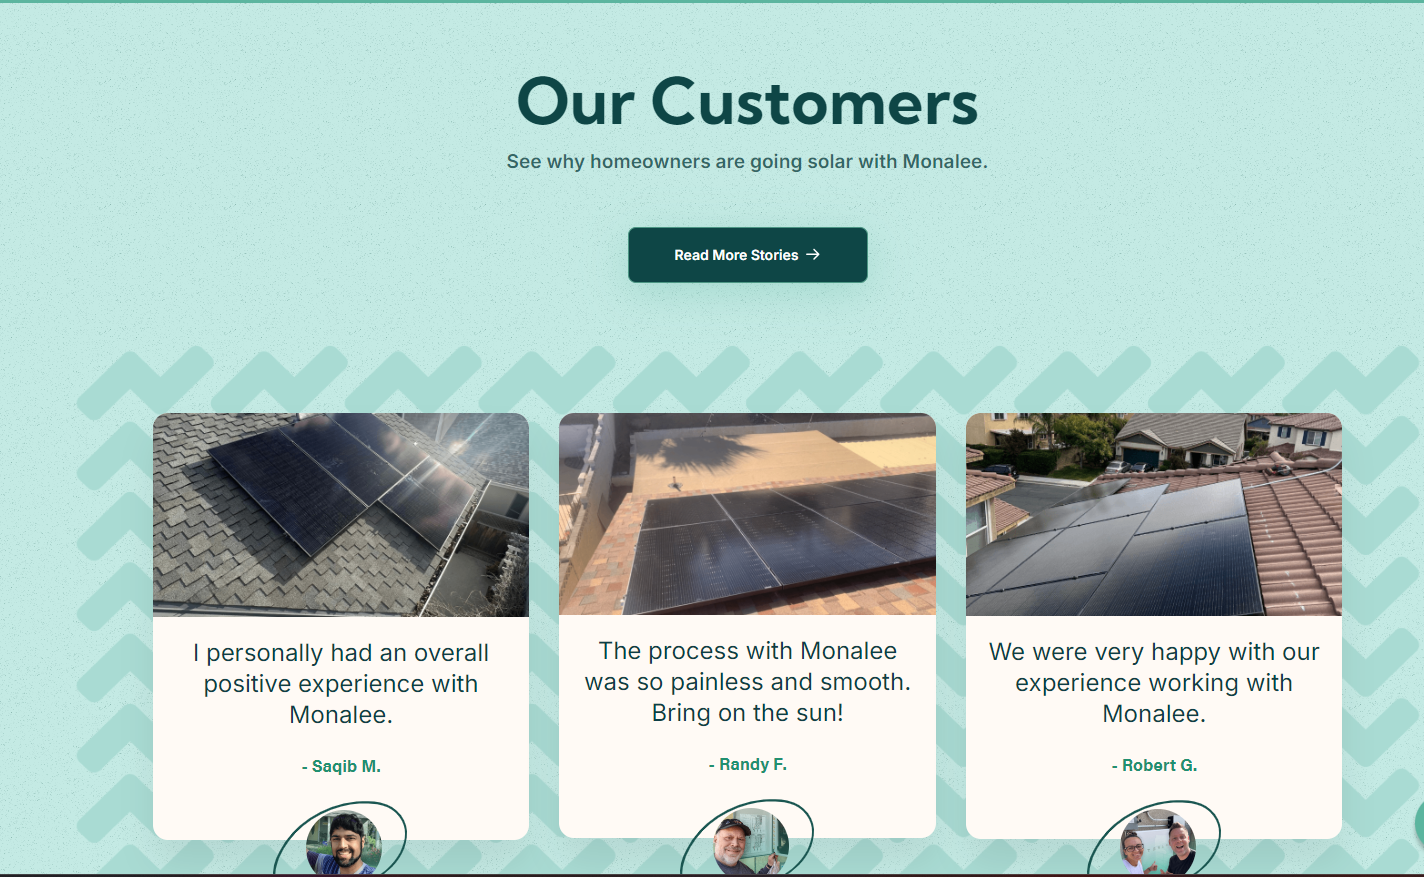 Our Customers
See why homeowners are going solar with Monalee.
Read More Stories →
I personally had an overall
positive experience with
Monalee.
- Saqib M.
The process with Monalee
was so painless and smooth.
Bring on the sun!
- Randy F.
We were very happy with our
experience working with
Monalee.
- Robert G.